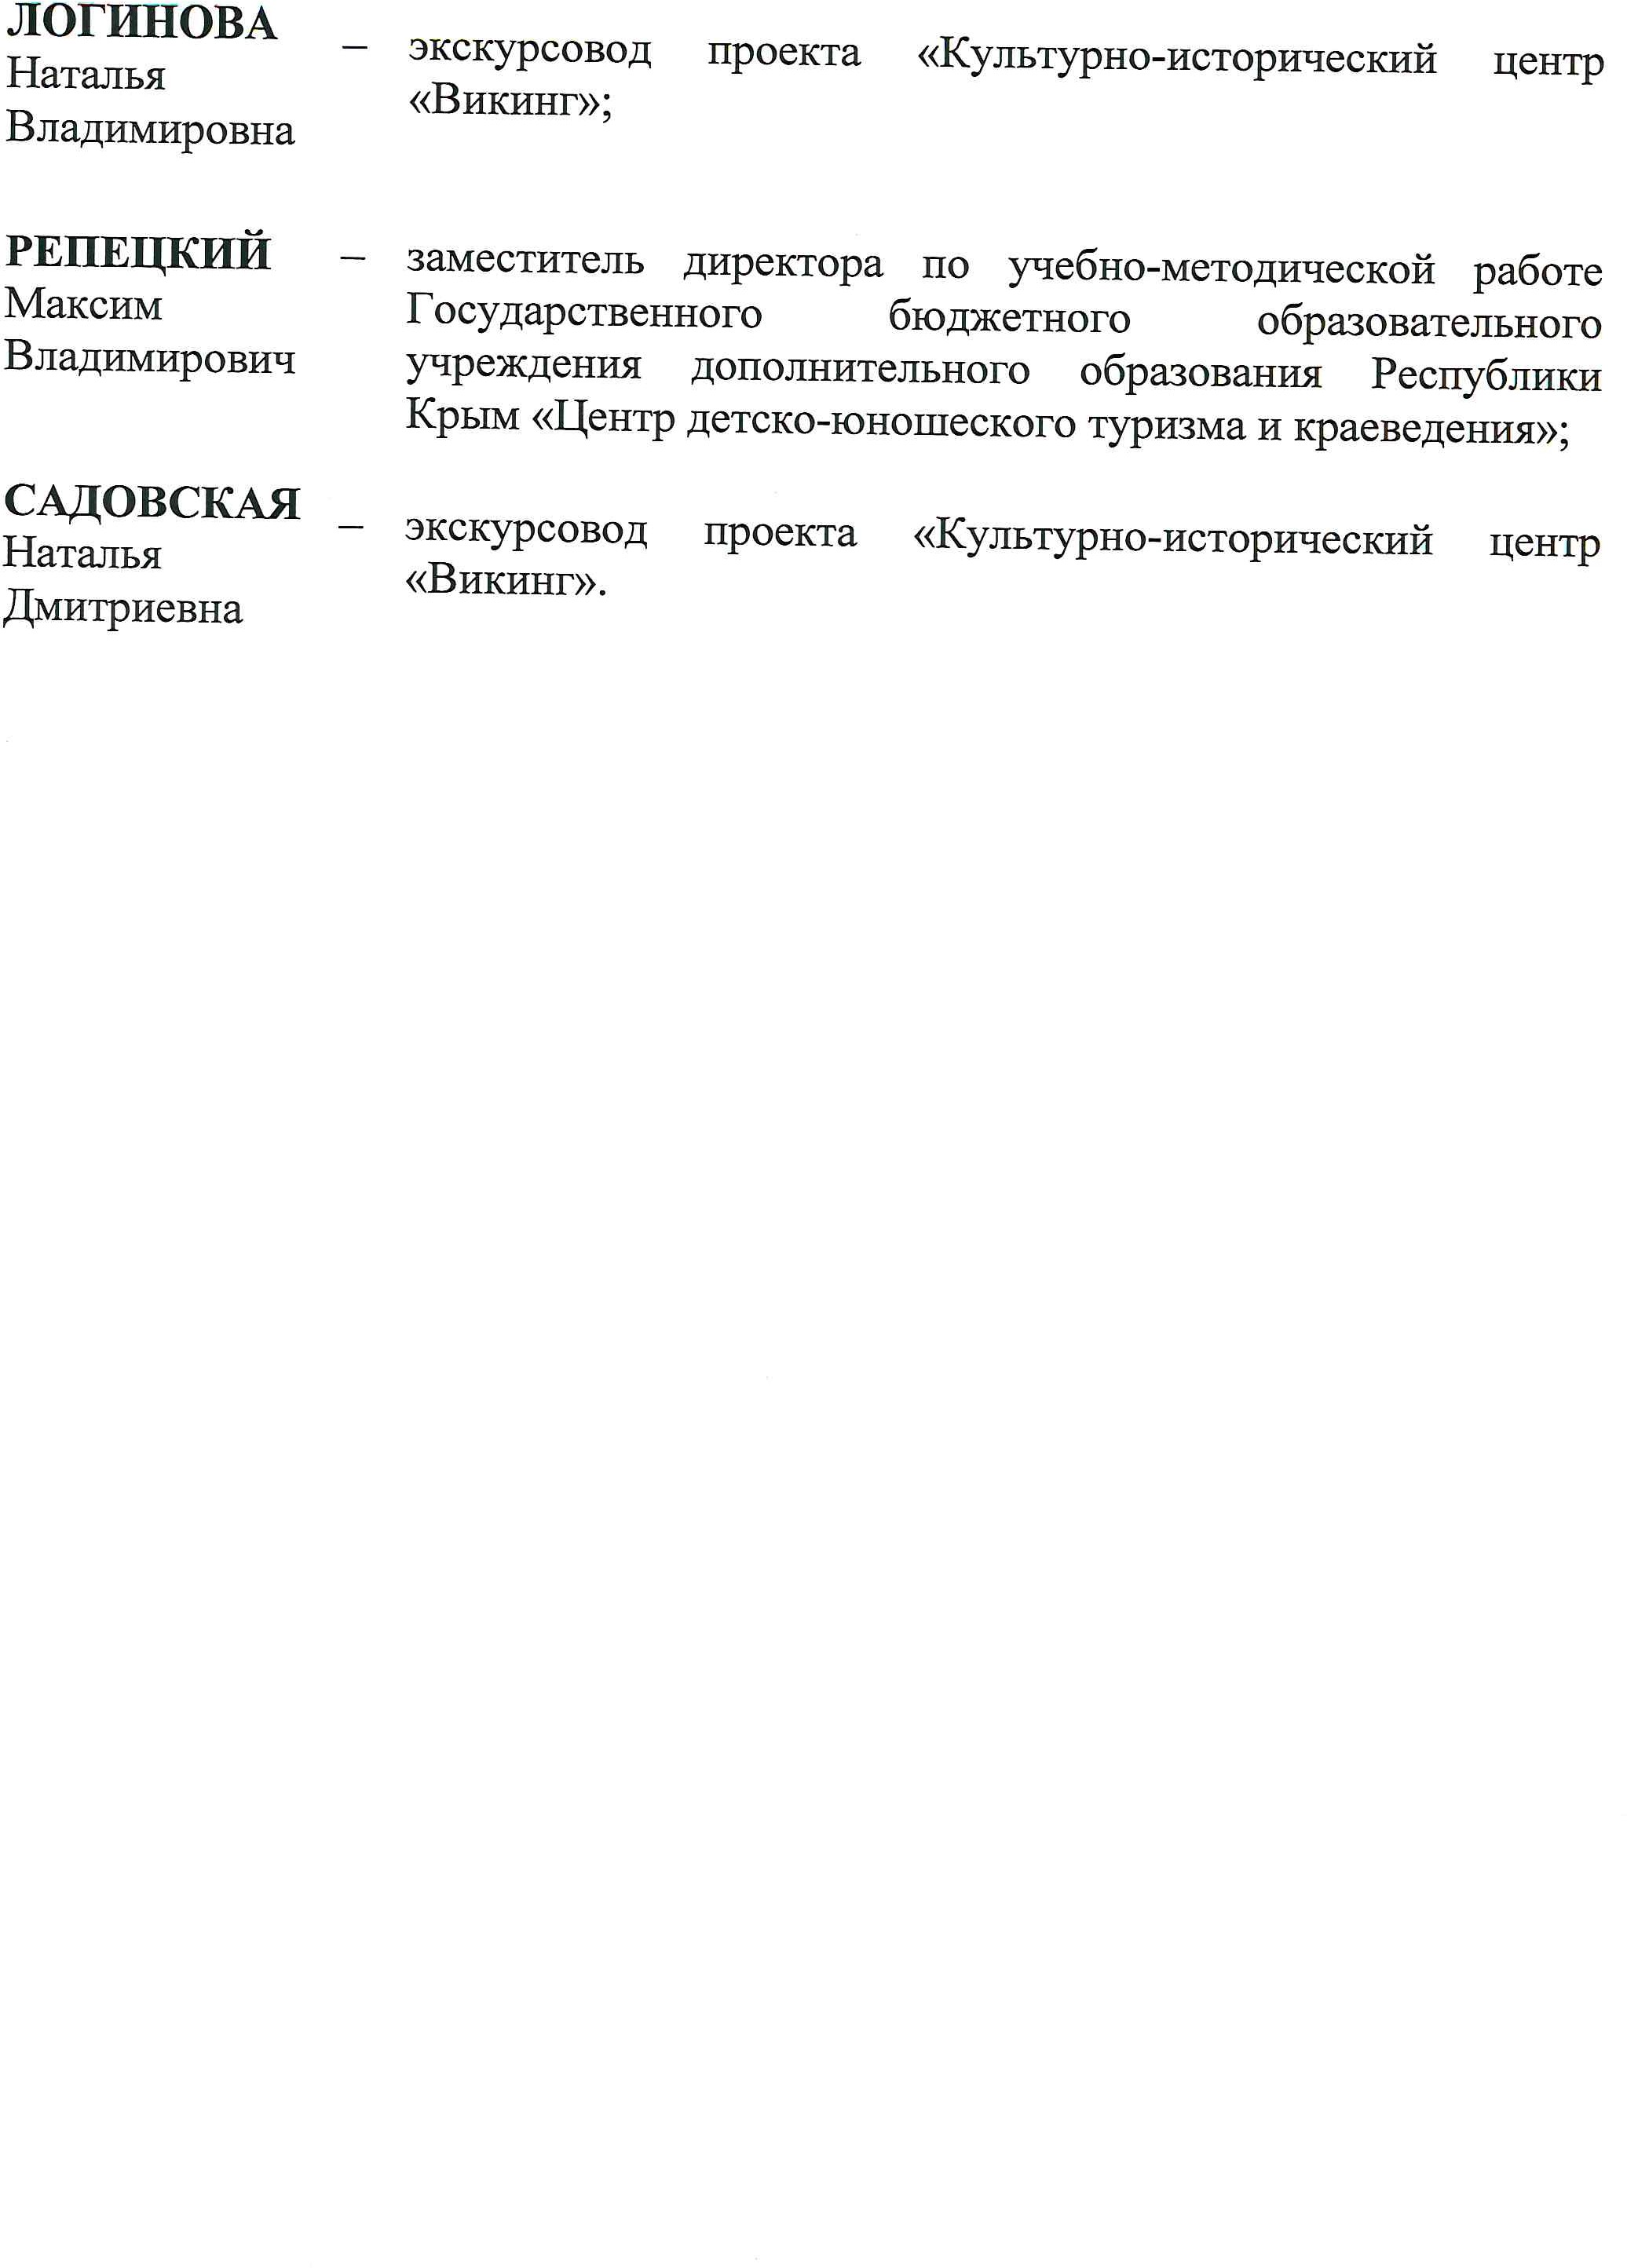 ЛОГИНОВА
Наталья
Владимировна
– экскурсовод проекта «Культурно-исторический центр
«Викинг»;
РЕПЕЦКИЙ
Максим
Владимирович
– заместитель директора по учебно-методической работе
Государственного бюджетного образовательного
учреждения дополнительного образования Республики
Крым «Центр детско-юношеского туризма и краеведения»;
САДОВСКАЯ
Наталья
Дмитриевна
– экскурсовод проекта «Культурно-исторический центр
«Викинг».